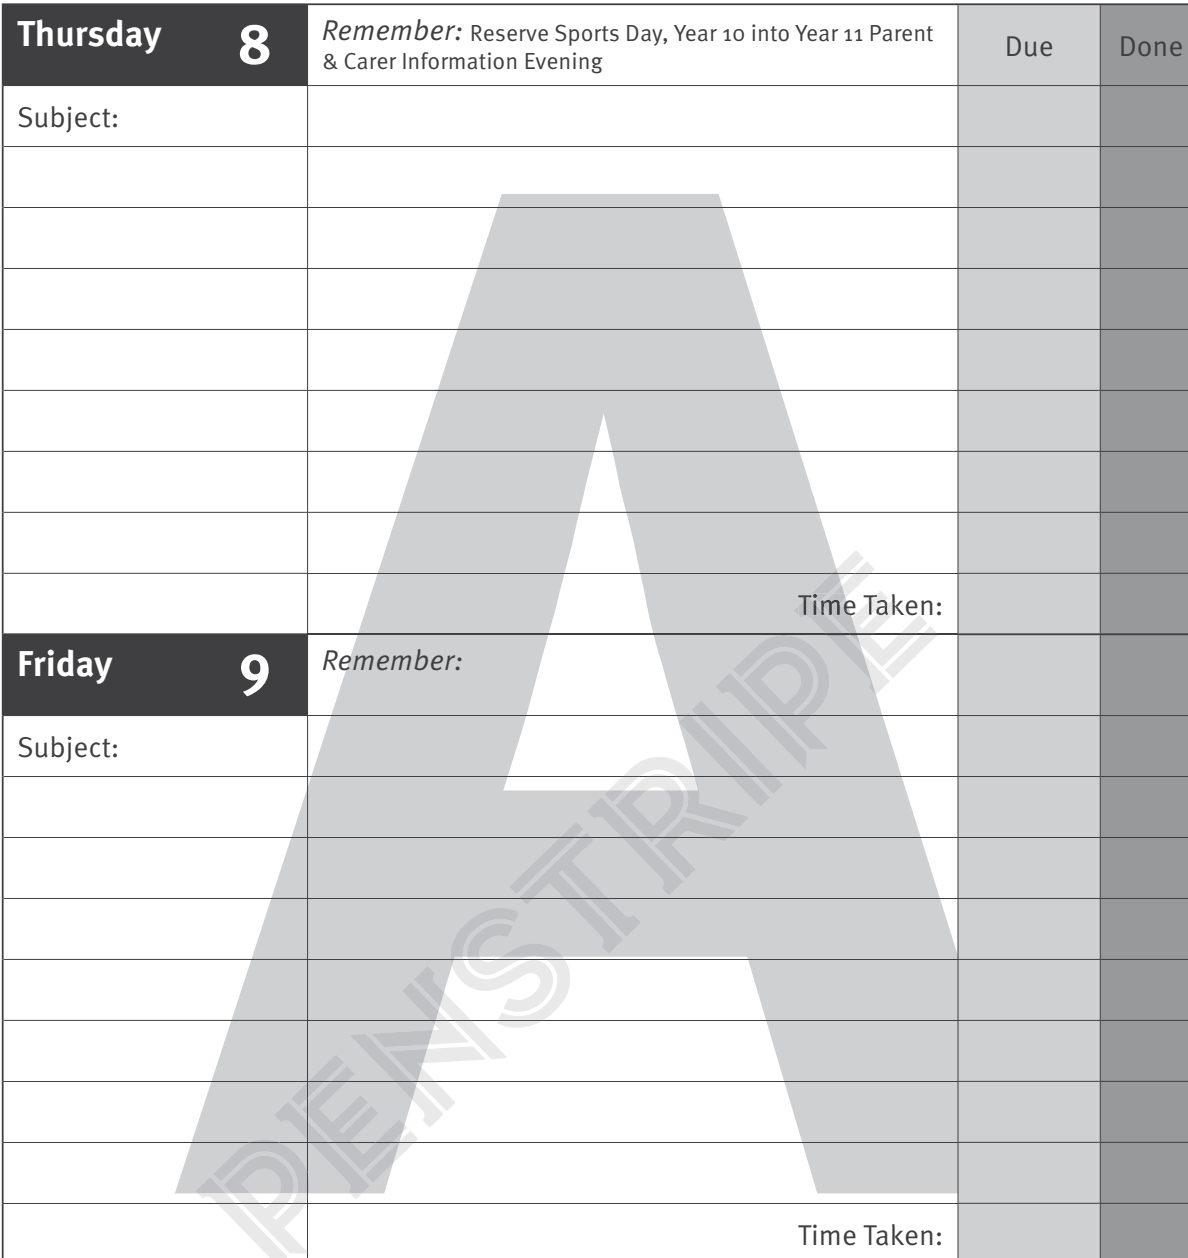 Thursday 8 Remember: Reserve Sports Day, Year 10 into Year 11 Parent
& Carer Information Evening
Due Done
Subject:
Time Taken:
Friday 9 Remember:
Subject:
Time Taken:
A
PENSTRIPE